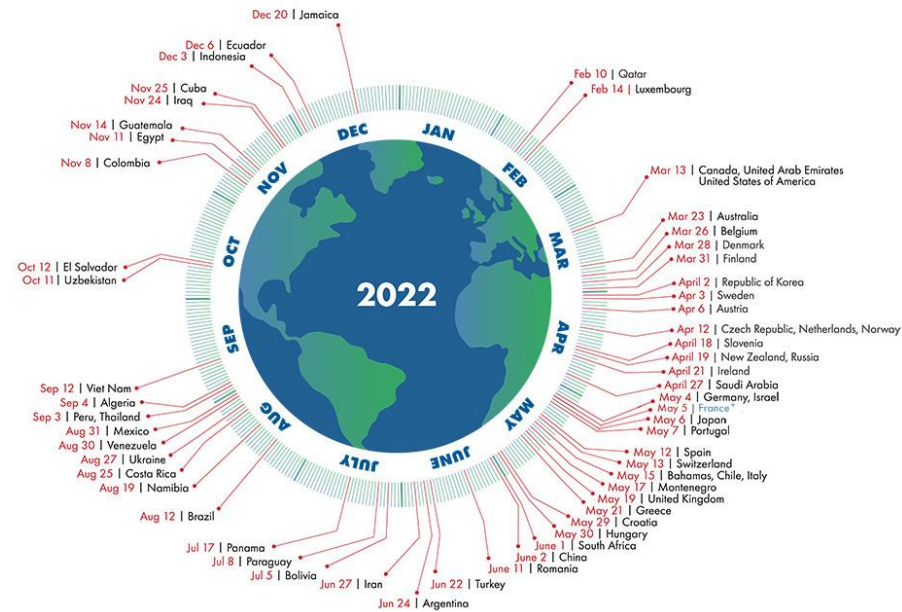 Dec 20 | Jamaica
Dec 6 | Ecuador
Dec 3 | Indonesia
Nov 25 | Cuba
Nov 24 | Iraq
Nov 14 | Guatemala
Nov 11 | Egypt
Nov 8 | Colombia
Oct 12 | El Salvador
Oct 11 | Uzbekistan
Sep 12 | Viet Nam
Sep 4 | Algeria
Sep 3 | Peru, Thailand
Aug 31 | Mexico
Aug 30 | Venezuela
Aug 27 | Ukraine
Aug 25 | Costa Rica
Aug 19 | Namibia
Aug 12 | Brazil
Jul 17 | Panama
Jul 8 | Paraguay
Jul 5 | Bolivia
Jun 27 | Iran
Jun 24 | Argentina
Jun 22 | Turkey
Feb 10 | Qatar
Feb 14 | Luxembourg
Mar 13 | Canada, United Arab Emirates
United States of America
Mar 23 | Australia
Mar 26 | Belgium
Mar 28 | Denmark
Mar 31 | Finland
April 2 | Republic of Korea
Apr 3 | Sweden
Apr 6 | Austria
Apr 12 | Czech Republic, Netherlands, Norway
April 18 | Slovenia
April 19 | New Zealand, Russia
April 21 | Ireland
April 27 | Saudi Arabia
May 4 | Germany, Israel
May 5 | France*
May 6 | Japan
May 7 | Portugal
May 12 | Spain
May 13 | Switzerland
May 15 | Bahamas, Chile, Italy
May 17 | Montenegro
May 19 | United Kingdom
May 21 | Greece
May 29 | Croatia
May 30 | Hungary
June 1 | South Africa
June 2 | China
June 11 | Romania
JAN
FEB
MAR
APR
MAY
JUNE
JULY
AUG
SEP
OCT
NOV
DEC
2022